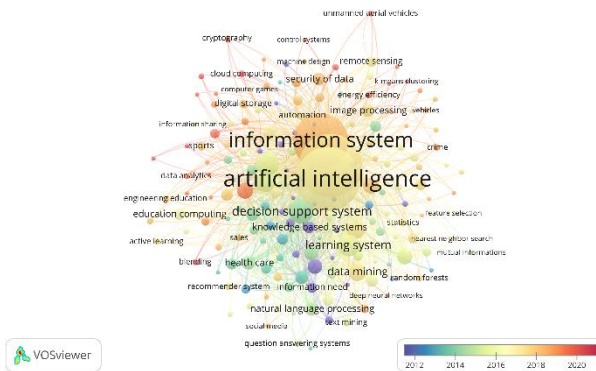 unmanned aerial vehicles
cryptography
control systems
machine design
remote sensing
cloud computing
security of data
k means clustering
computer games
energy efficiency
digital storage
image processing
vehicles
automation
information sharing
information system
sports
crime
data analytics
artificial intelligence
engineering education
education computing
decision support system
feature selection
knowledge based systems
statistics
active learning
sales
learning system
nearest neighbor search
mutual informations
blending
health care
data mining
random forests
recommender system
information need
deep neural networks
natural language processing
social media
text mining
question answering systems
VOSviewer
2012 2014 2016 2018 2020